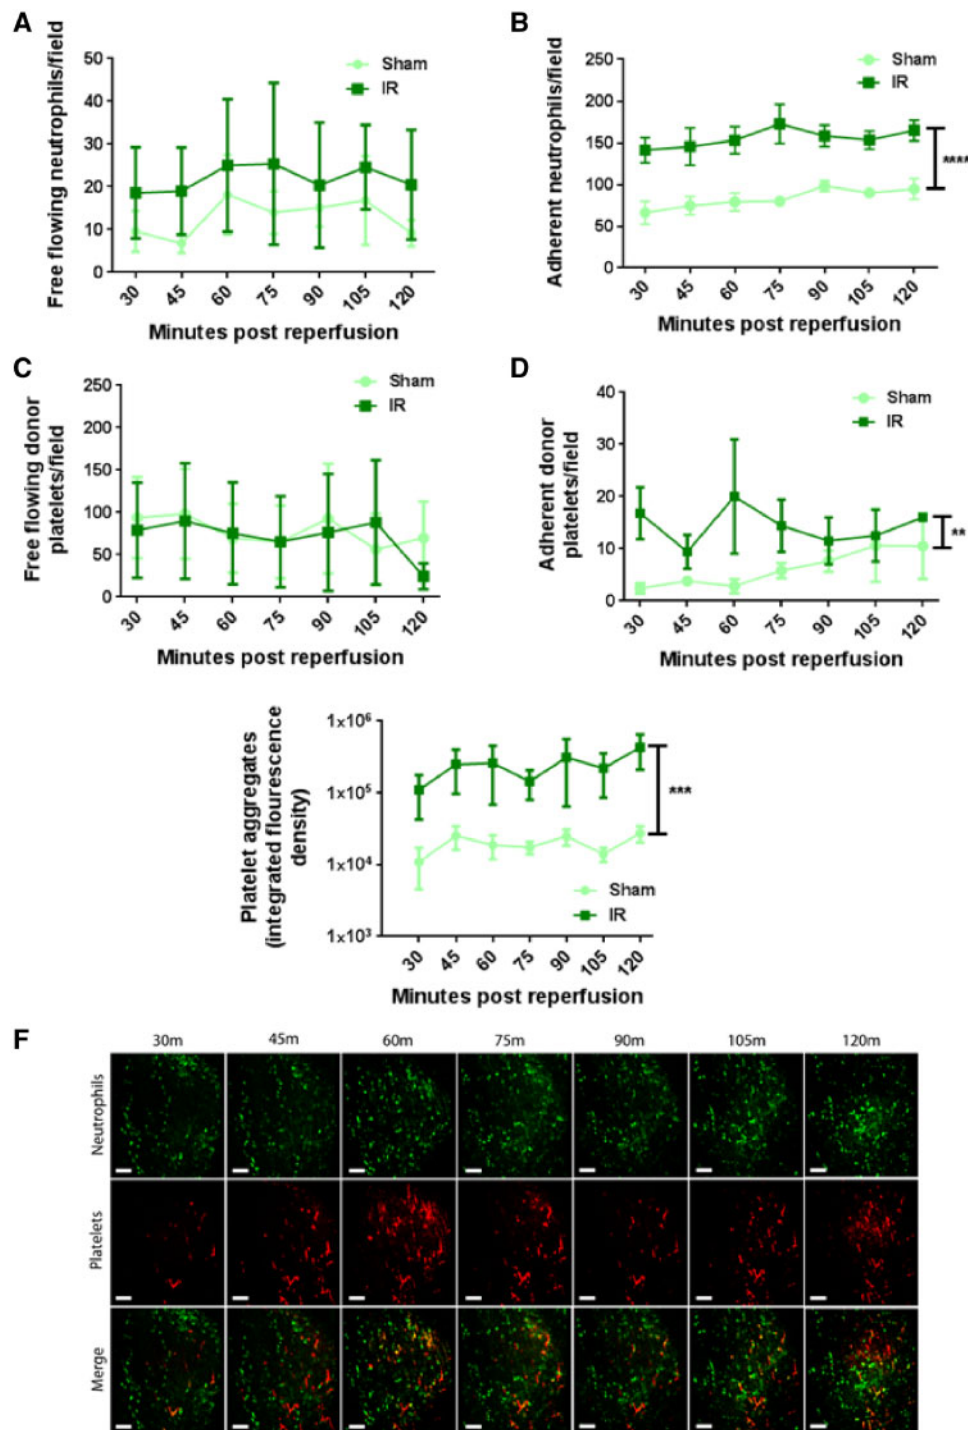 A
Free flowing neutrophils/field
50
40
30
20
10
0
Sham
IR
30 45 60 75 90 105 120
Minutes post reperfusion
B
Adherent neutrophils/field
250
200
150
100
50
0
Sham
IR
****
30 45 60 75 90 105 120
Minutes post reperfusion
C
Free flowing donor
platelets/field
250
200
150
100
50
0
Sham
IR
30 45 60 75 90 105 120
Minutes post reperfusion
D
Adherent donor
platelets/field
40
30
20
10
0
Sham
IR
**
30 45 60 75 90 105 120
Minutes post reperfusion
Platelet aggregates
(integrated flourescence
density)
1x10⁶
1x10⁵
1x10⁴
1x10³
***
Sham
IR
30 45 60 75 90 105 120
Minutes post reperfusion
F
30m 45m 60m 75m 90m 105m 120m
Neutrophils
Platelets
Merge